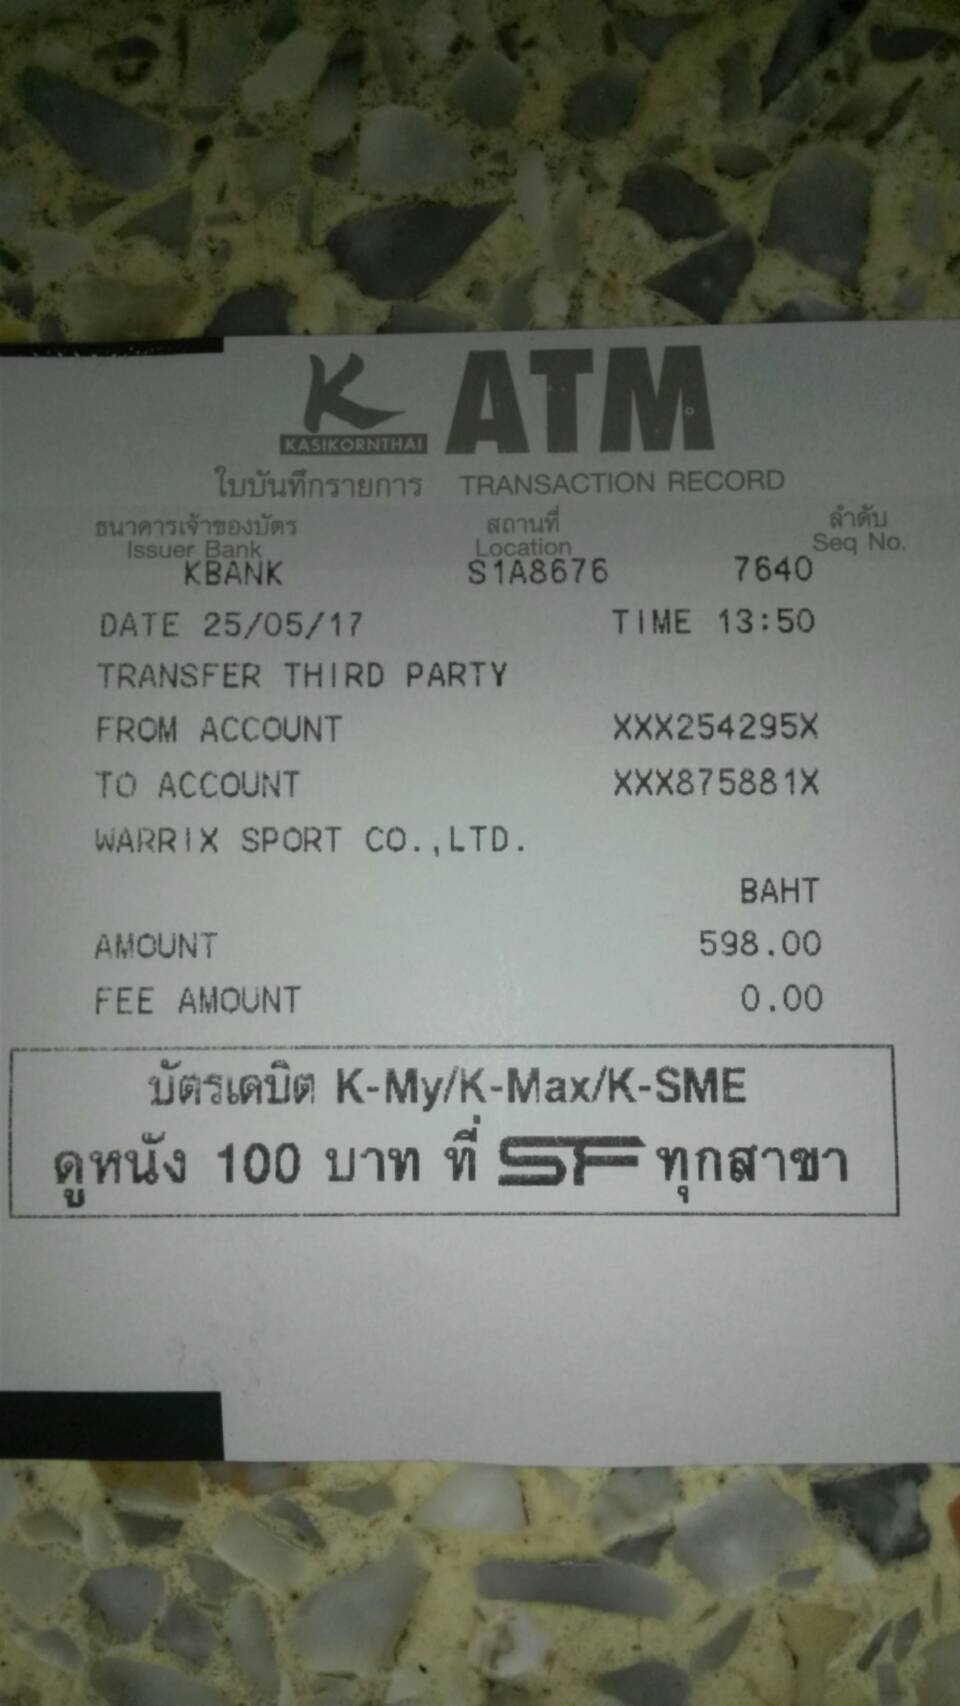 K ATM
KASIKORNTHAI
ใบบันทึกรายการ TRANSACTION RECORD
ธนาคารเจ้าของบัตร สถานที่ ลำดับ
Issuer Bank Location Seq No.
KBANK S1A8676 7640
DATE 25/05/17 TIME 13:50
TRANSFER THIRD PARTY
FROM ACCOUNT XXX254295X
TO ACCOUNT XXX875881X
WARRIX SPORT CO.,LTD.
BAHT
AMOUNT 598.00
FEE AMOUNT 0.00
บัตรเดบิต K-My/K-Max/K-SME
ดูหนัง 100 บาท ที่ SF ทุกสาขา